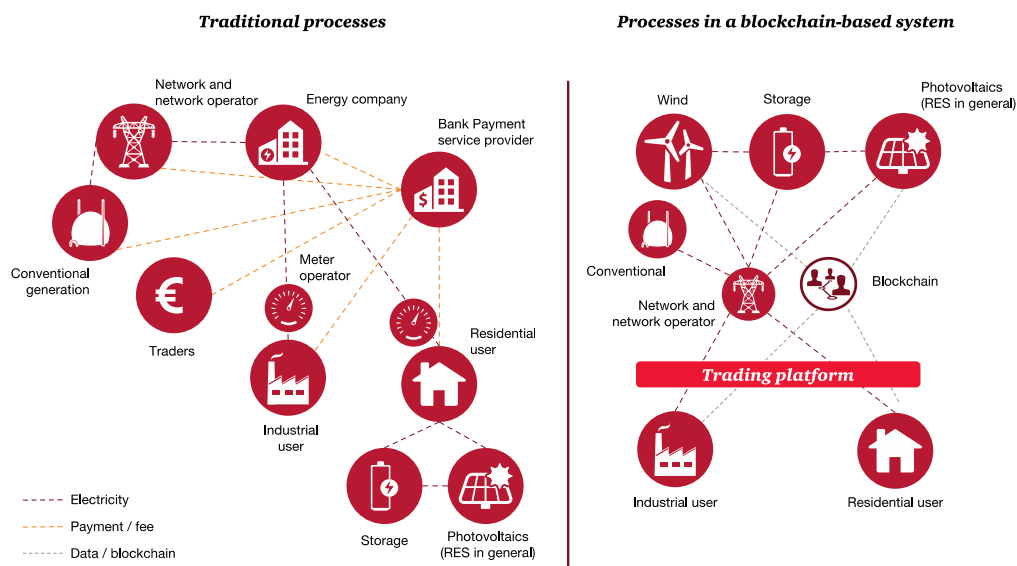 Traditional processes
Network and
network operator
Energy company
Bank Payment
service provider
Conventional
generation
€
$
Traders
Meter
operator
Residential
user
Industrial
user
Storage
Photovoltaics
(RES in general)
Electricity
Payment / fee
Data / blockchain
Processes in a blockchain-based system
Wind
Storage
Photovoltaics
(RES in general)
Conventional
Network and
network operator
Blockchain
Trading platform
Industrial user
Residential user